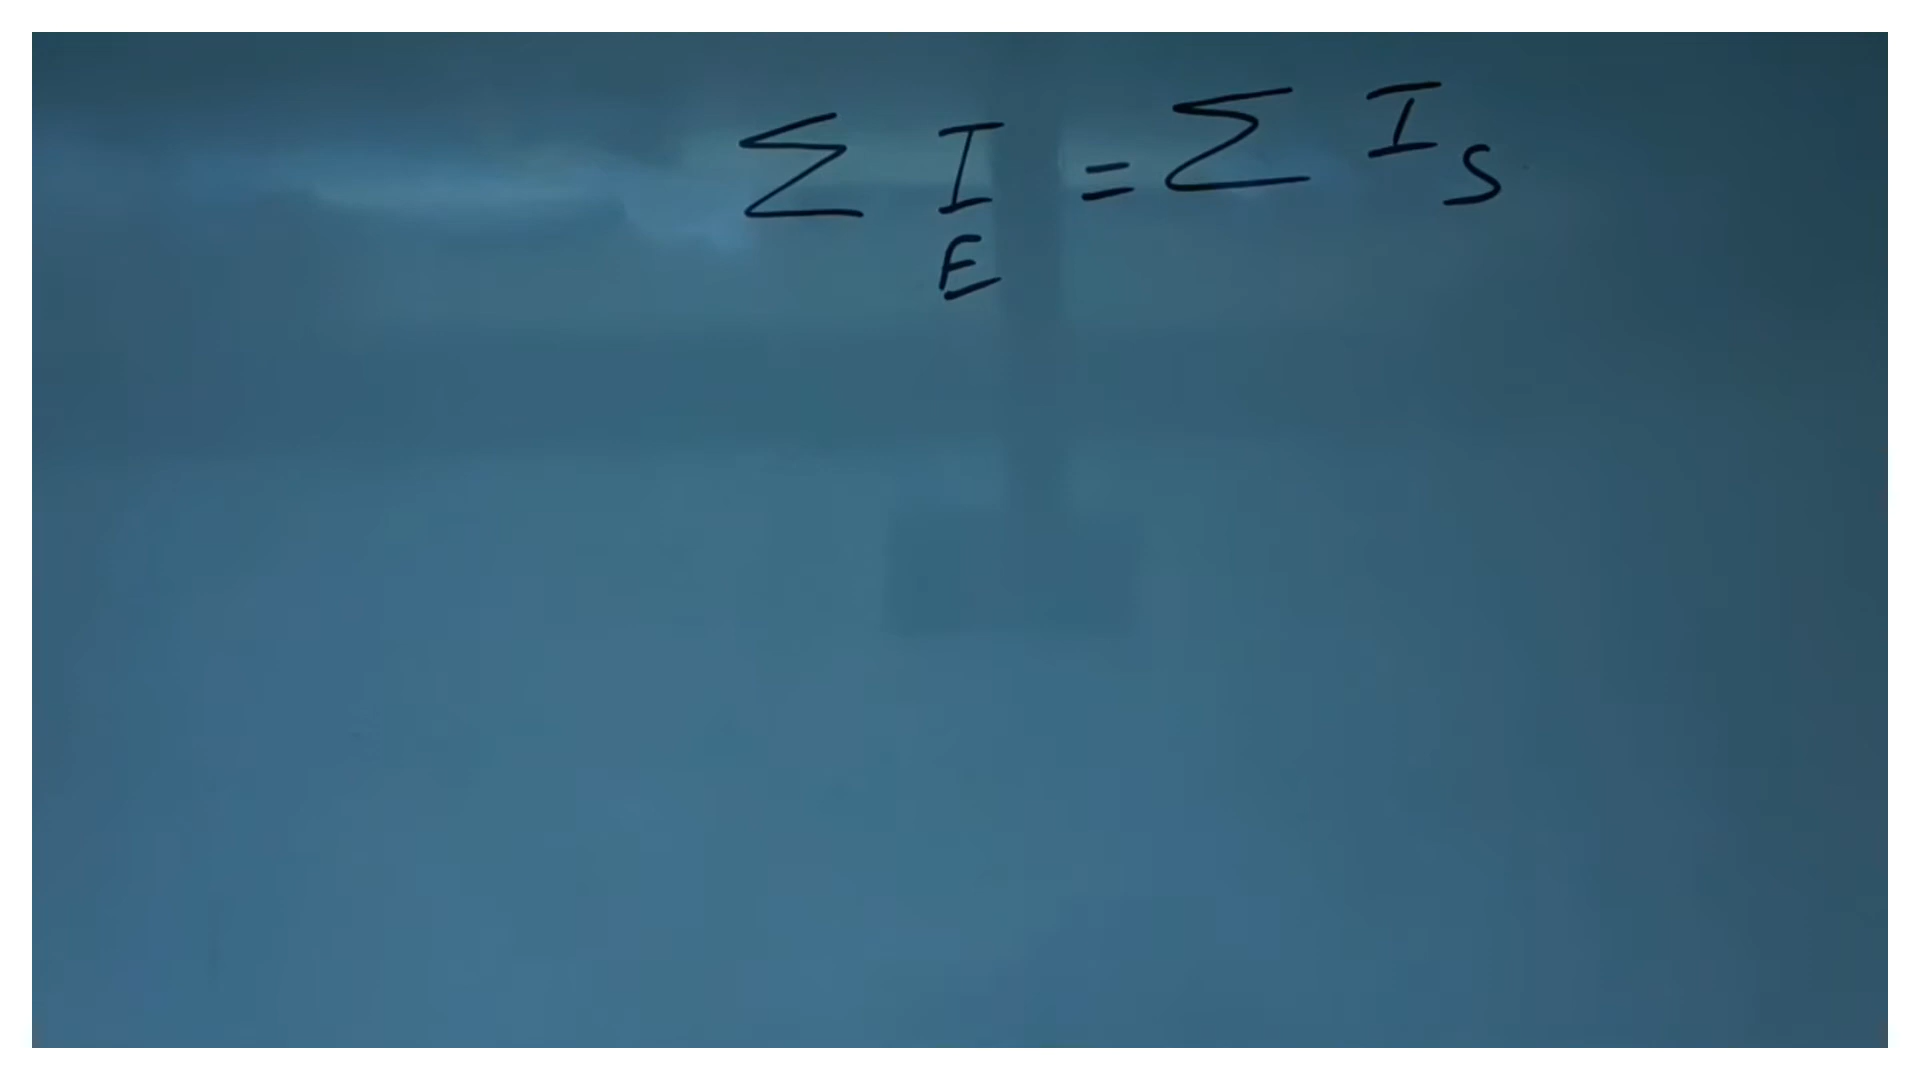 Σ I_E = Σ I_S